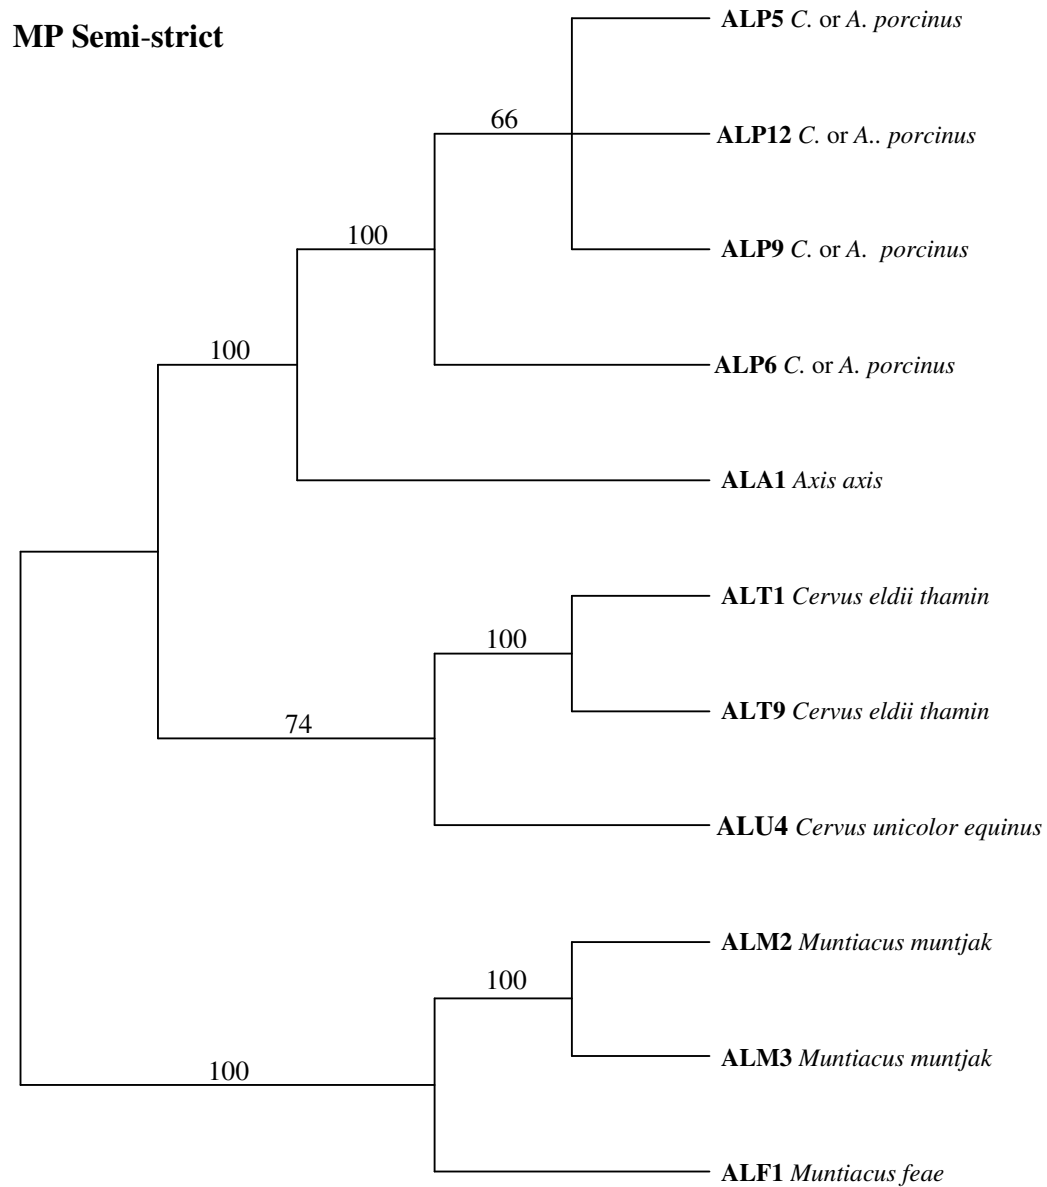 MP Semi-strict
ALP5 C. or A. porcinus
66
ALP12 C. or A.. porcinus
100
ALP9 C. or A. porcinus
100
ALP6 C. or A. porcinus
ALA1 Axis axis
ALT1 Cervus eldii thamin
100
ALT9 Cervus eldii thamin
74
ALU4 Cervus unicolor equinus
ALM2 Muntiacus muntjak
100
ALM3 Muntiacus muntjak
100
ALF1 Muntiacus feae